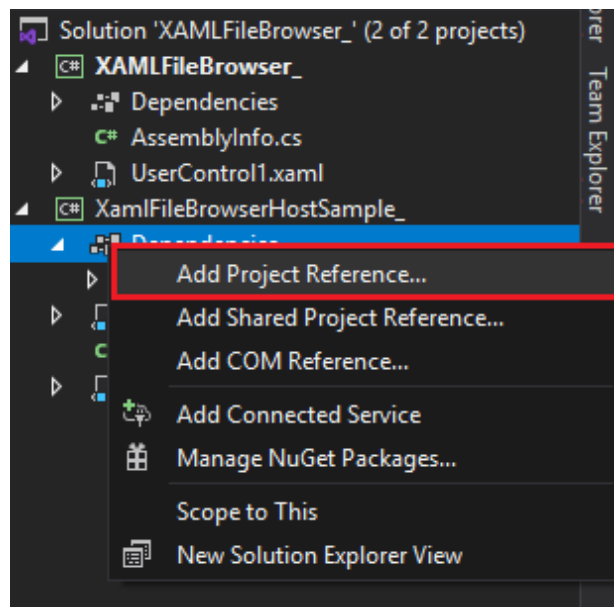 Solution 'XAMLFileBrowser_' (2 of 2 projects)
C# XAMLFileBrowser_
Dependencies
C# AssemblyInfo.cs
UserControl1.xaml
C# XamlFileBrowserHostSample_
Dependencies
Add Project Reference...
Add Shared Project Reference...
Add COM Reference...
Add Connected Service
Manage NuGet Packages...
Scope to This
New Solution Explorer View
Team Explorer